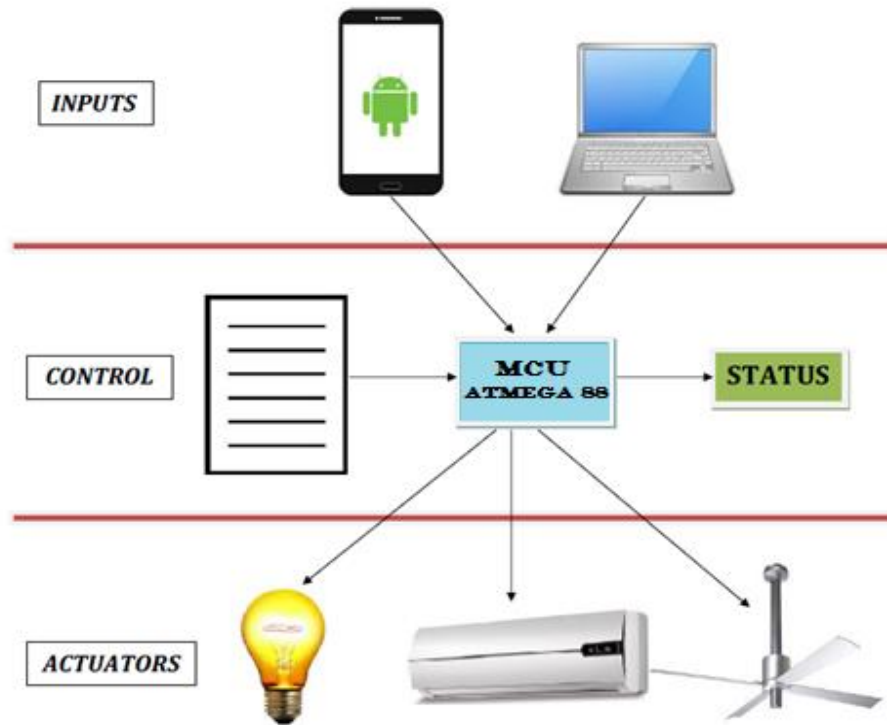 INPUTS
CONTROL
MCU
ATMEGA 88
STATUS
ACTUATORS